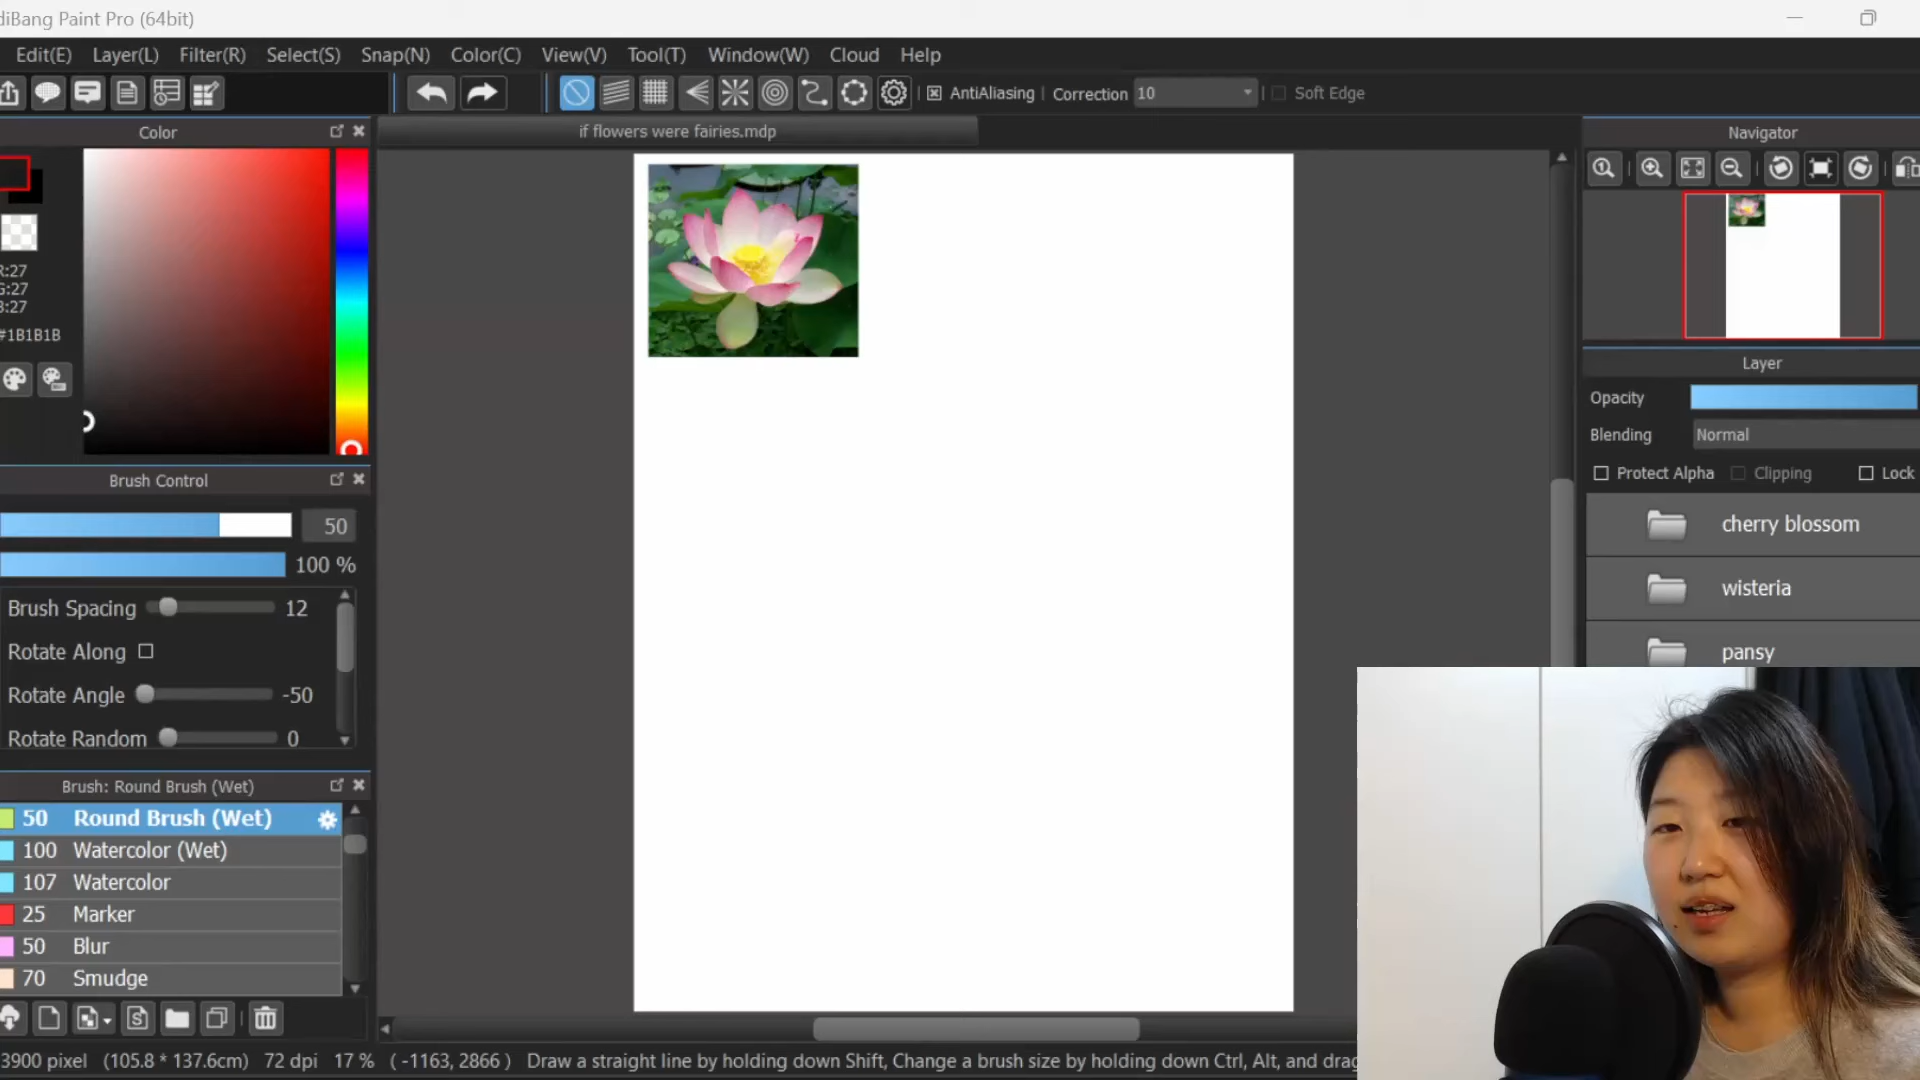 diBang Paint Pro (64bit)
Edit(E) Layer(L) Filter(R) Select(S) Snap(N) Color(C) View(V) Tool(T) Window(W) Cloud Help
AntiAliasing Correction 10 Soft Edge
Color
if flowers were fairies.mdp
Navigator
R:27
G:27
B:27
#1B1B1B
Layer
Opacity
Blending Normal
Protect Alpha Clipping Lock
cherry blossom
wisteria
pansy
Brush Control
50
100 %
Brush Spacing 12
Rotate Along
Rotate Angle -50
Rotate Random 0
Brush: Round Brush (Wet)
50 Round Brush (Wet)
100 Watercolor (Wet)
107 Watercolor
25 Marker
50 Blur
70 Smudge
3900 pixel (105.8 * 137.6cm) 72 dpi 17 % ( -1163, 2866 ) Draw a straight line by holding down Shift, Change a brush size by holding down Ctrl, Alt, and drag